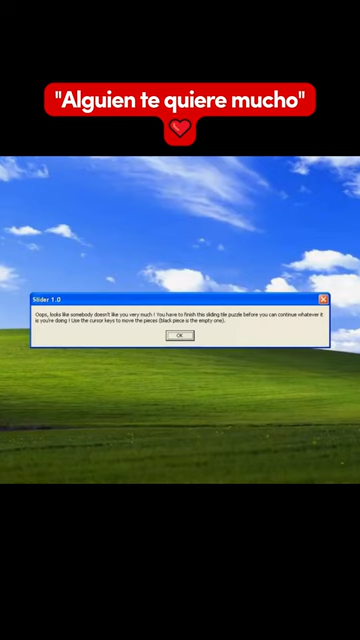 "Alguien te quiere mucho"
Slider 1.0
Oops, looks like somebody doesn't like you very much ! You have to finish this sliding tile puzzle before you can continue whatever it
is you're doing ! Use the cursor keys to move the pieces (black piece is the empty one).
OK